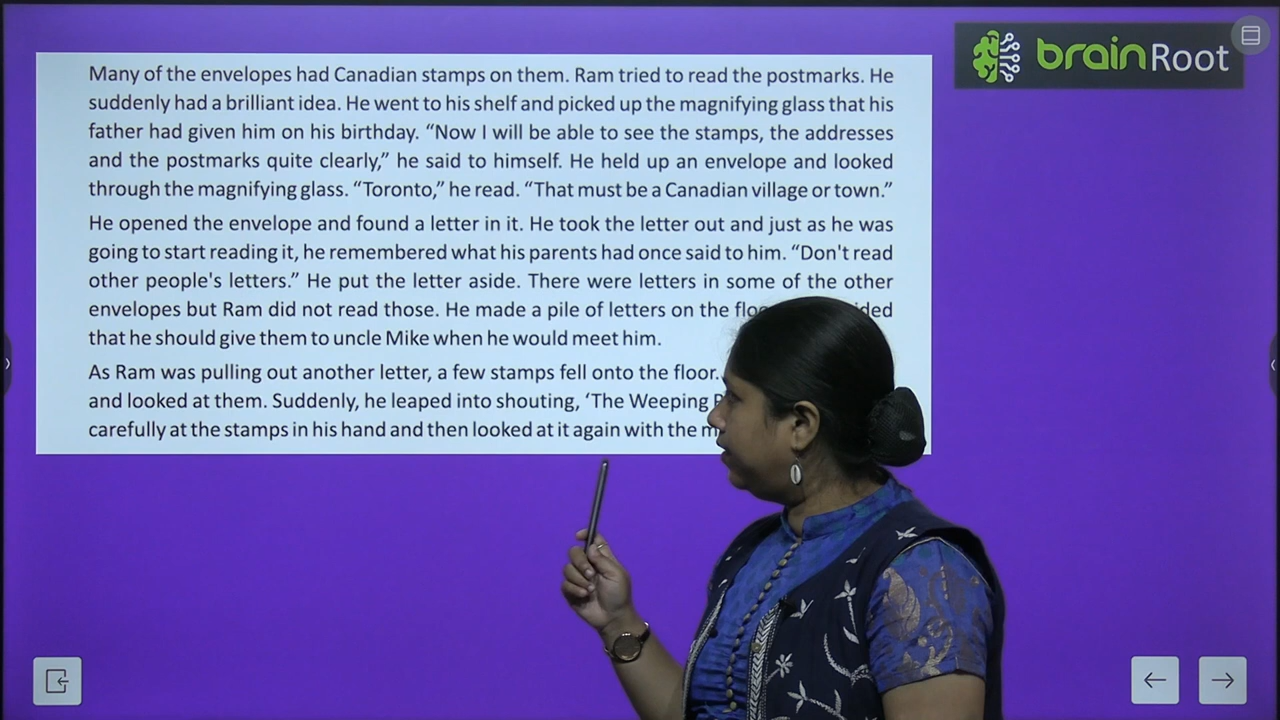 brainRoot
Many of the envelopes had Canadian stamps on them. Ram tried to read the postmarks. He
suddenly had a brilliant idea. He went to his shelf and picked up the magnifying glass that his
father had given him on his birthday. “Now I will be able to see the stamps, the addresses
and the postmarks quite clearly,” he said to himself. He held up an envelope and looked
through the magnifying glass. “Toronto,” he read. “That must be a Canadian village or town.”
He opened the envelope and found a letter in it. He took the letter out and just as he was
going to start reading it, he remembered what his parents had once said to him. “Don't read
other people's letters.” He put the letter aside. There were letters in some of the other
envelopes but Ram did not read those. He made a pile of letters on the
that he should give them to uncle Mike when he would meet him.
As Ram was pulling out another letter, a few stamps fell onto the floor.
and looked at them. Suddenly, he leaped into shouting, ‘The Weeping
carefully at the stamps in his hand and then looked at it again with the